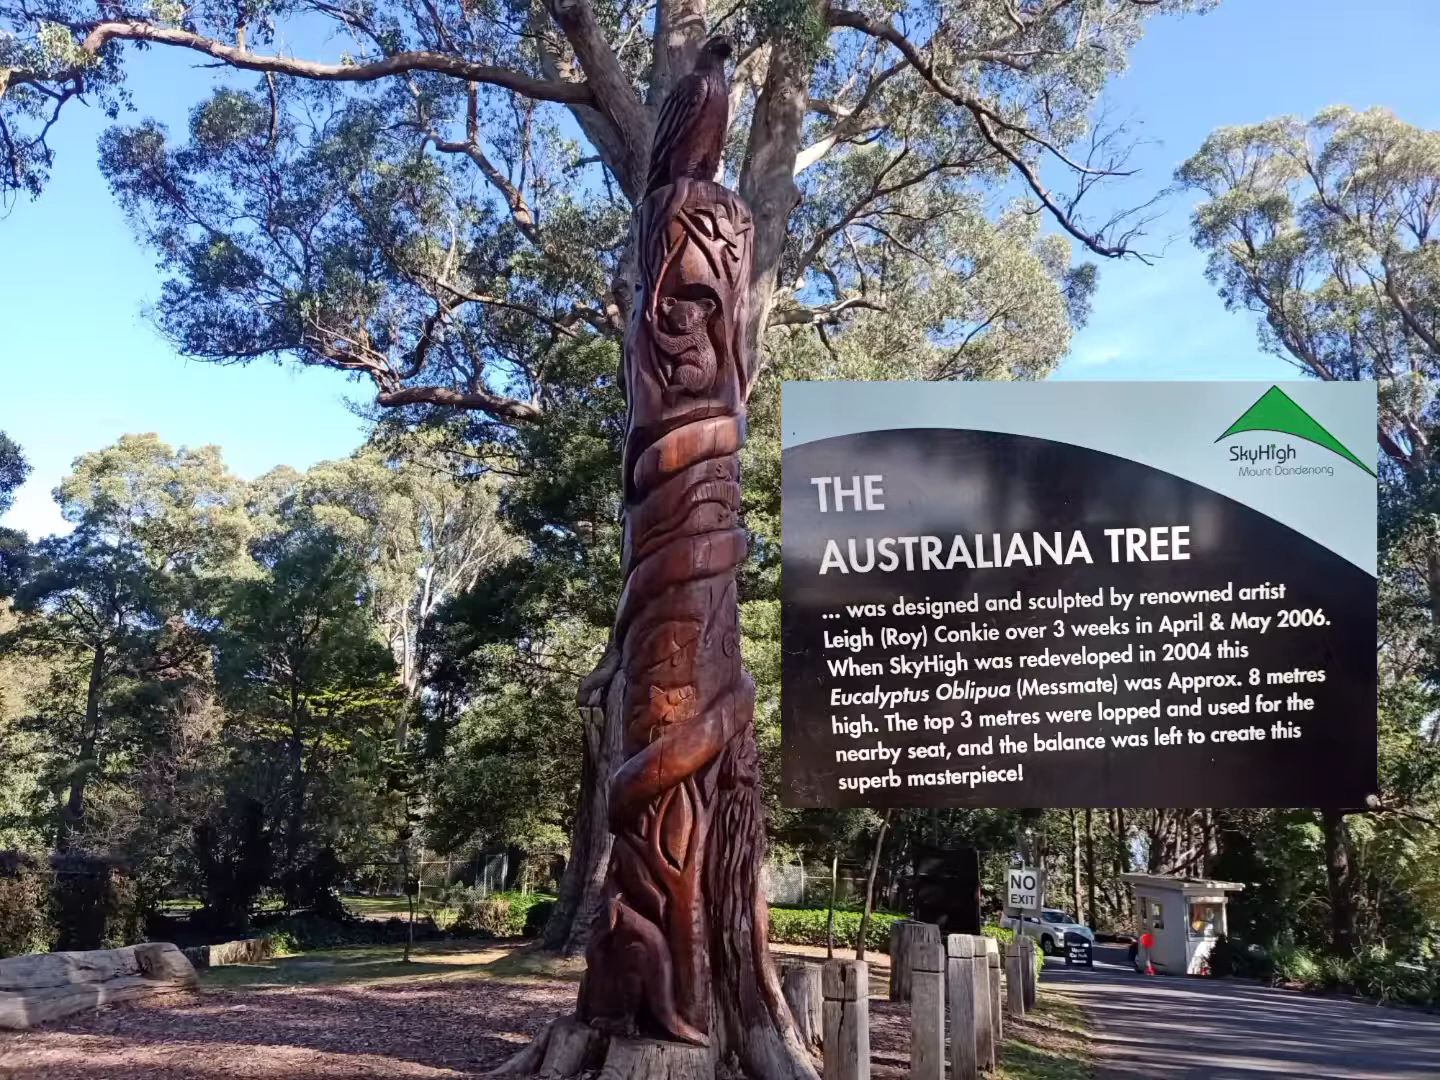 SkyHigh
Mount Dandenong
THE
AUSTRALIANA TREE
... was designed and sculpted by renowned artist
Leigh (Roy) Conkie over 3 weeks in April & May 2006.
When SkyHigh was redeveloped in 2004 this
Eucalyptus Oblipua (Messmate) was Approx. 8 metres
high. The top 3 metres were lopped and used for the
nearby seat, and the balance was left to create this
superb masterpiece!
NO
EXIT